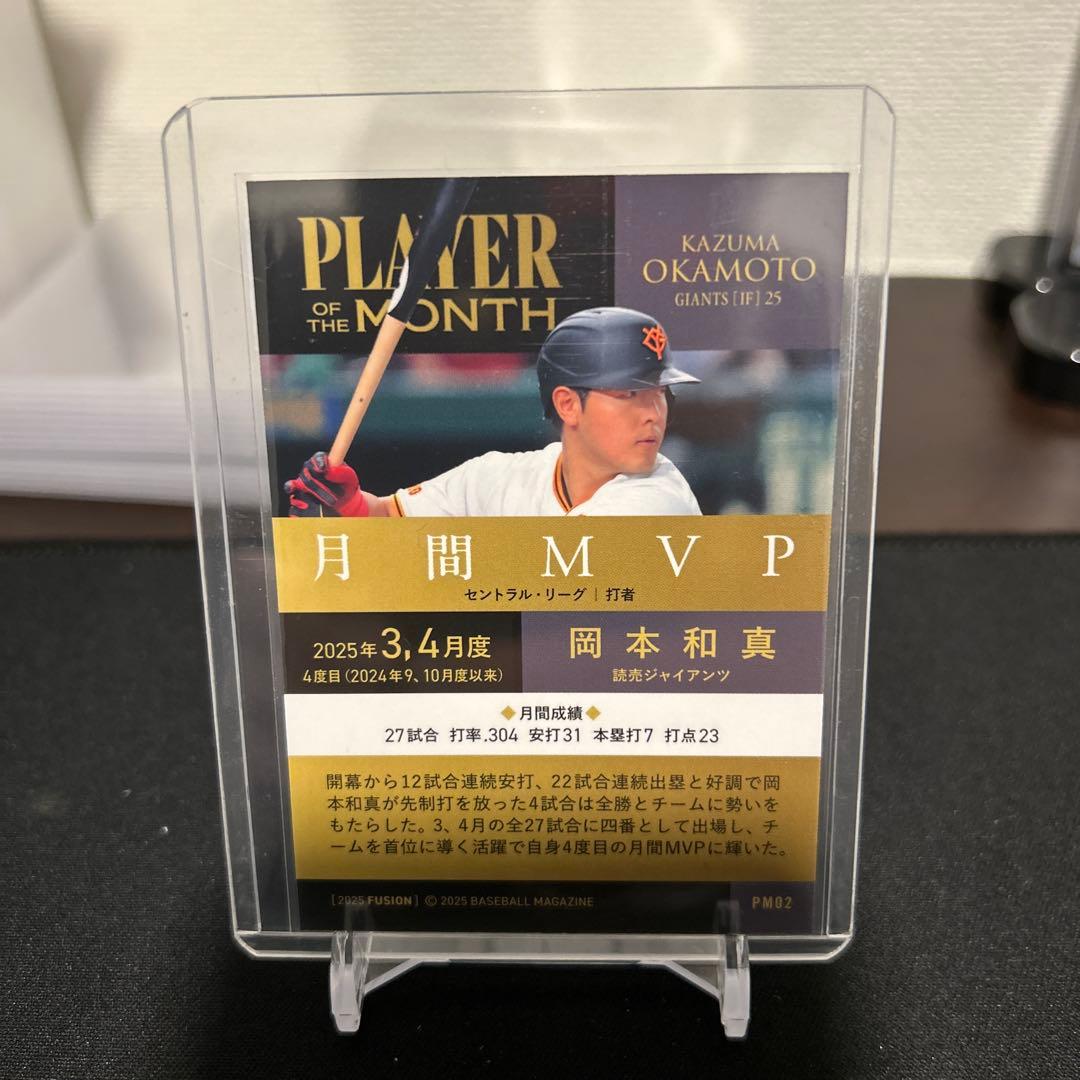 PLAYER
OF THE MONTH
KAZUMA
OKAMOTO
GIANTS [IF] 25
月間MVP
セントラル・リーグ | 打者
2025年3,4月度
4度目(2024年9、10月度以来)
岡本和真
読売ジャイアンツ
◆月間成績◆
27試合 打率.304 安打31 本塁打7 打点23
開幕から12試合連続安打、22試合連続出塁と好調で岡
本和真が先制打を放った4試合は全勝とチームに勢いを
もたらした。3、4月の全27試合に四番として出場し、チ
ームを首位に導く活躍で自身4度目の月間MVPに輝いた。
[2025 FUSION] © 2025 BASEBALL MAGAZINE
PM02